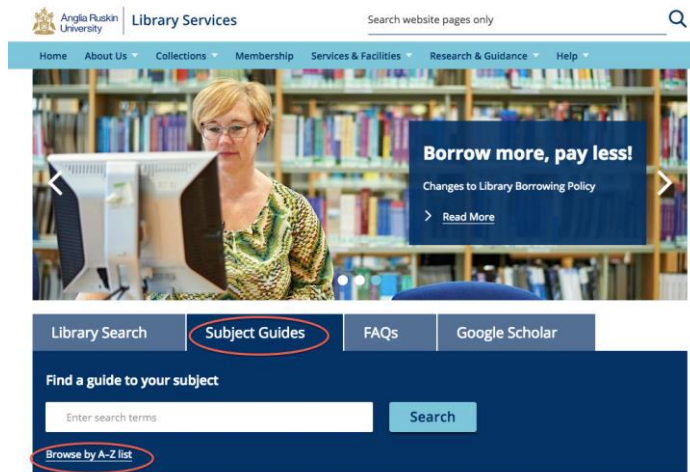 Anglia Ruskin
University
Library Services
Search website pages only
Home About Us Collections Membership Services & Facilities Research & Guidance Help
Borrow more, pay less!
Changes to Library Borrowing Policy
Read More
Library Search Subject Guides FAQs Google Scholar
Find a guide to your subject
Enter search terms Search
Browse by A–Z list